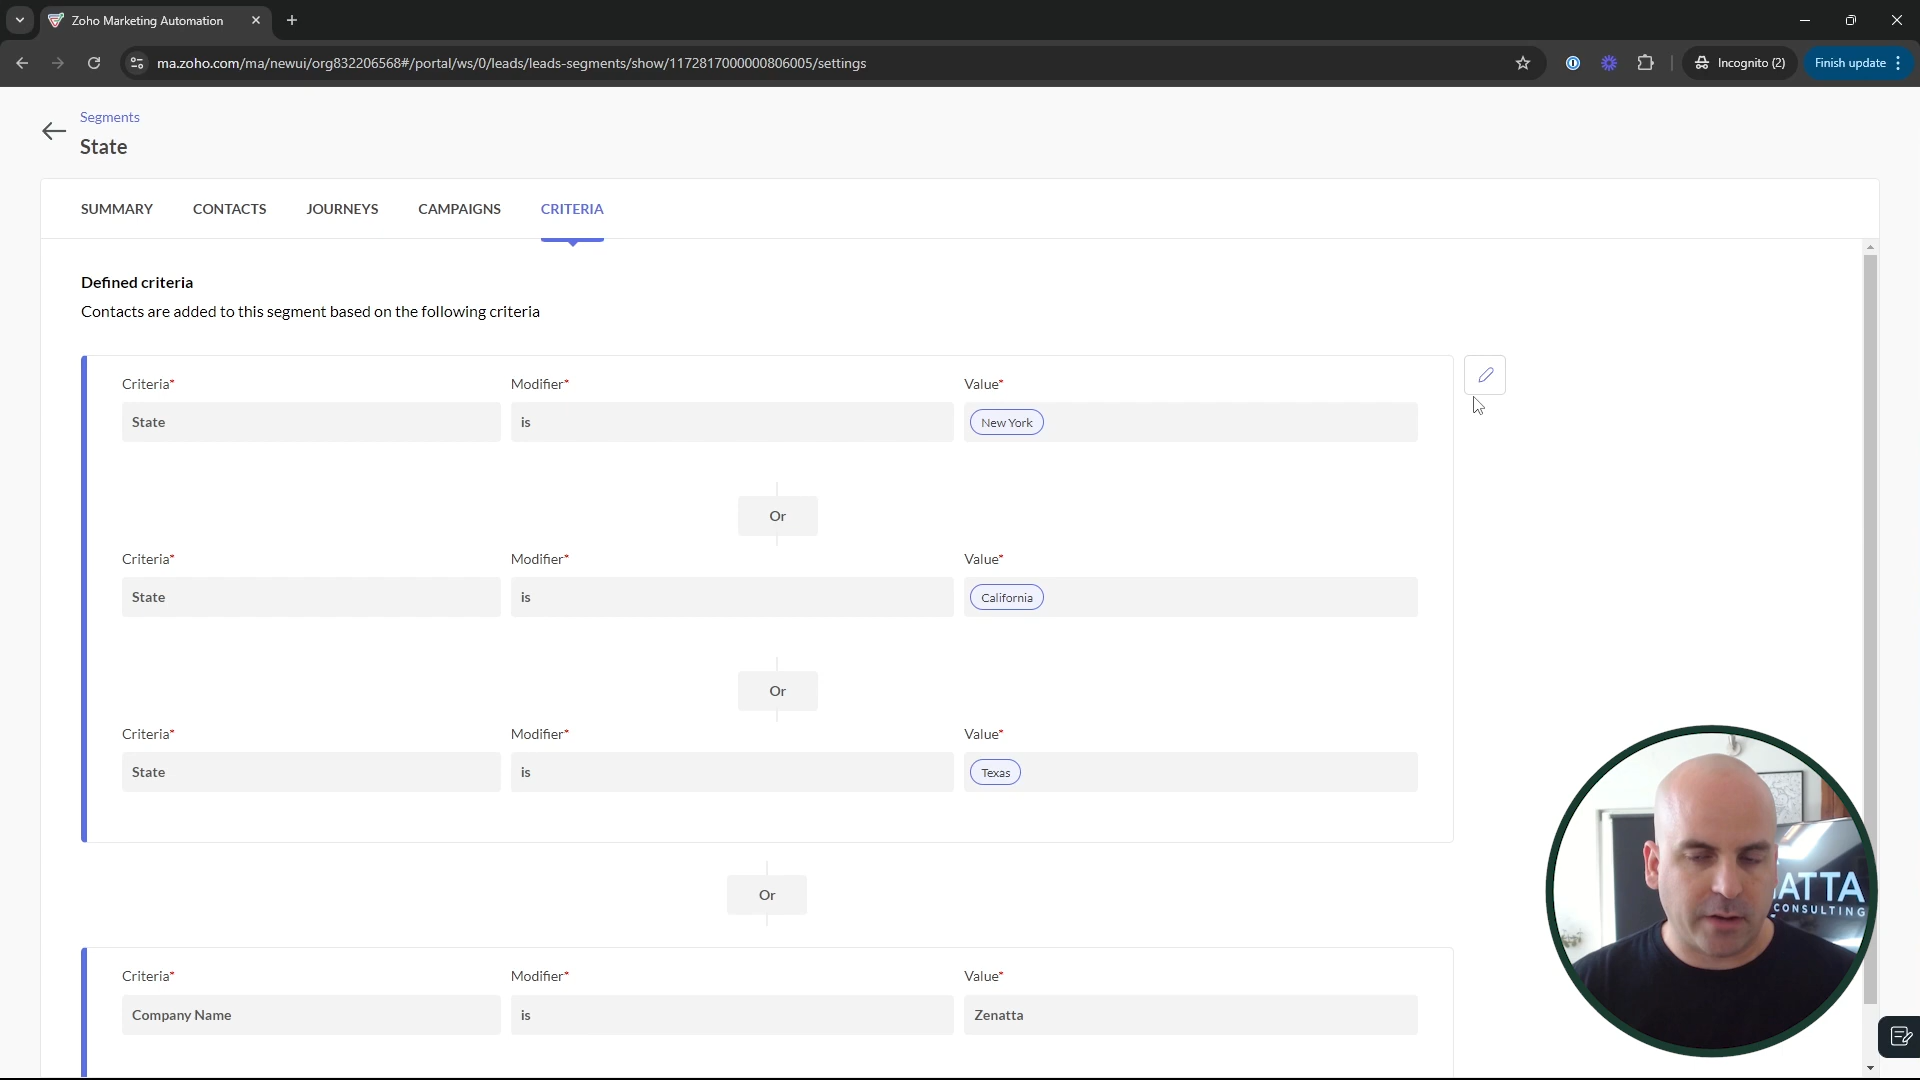 Zoho Marketing Automation
ma.zoho.com/ma/newui/org832206568#/portal/ws/0/leads/leads-segments/show/1172817000000806005/settings
Incognito (2)
Finish update
Segments
State
SUMMARY CONTACTS JOURNEYS CAMPAIGNS CRITERIA
Defined criteria
Contacts are added to this segment based on the following criteria
Criteria* Modifier* Value*
State is New York
Or
Criteria* Modifier* Value*
State is California
Or
Criteria* Modifier* Value*
State is Texas
Or
Criteria* Modifier* Value*
Company Name is Zenatta
ATTA
CONSULTING